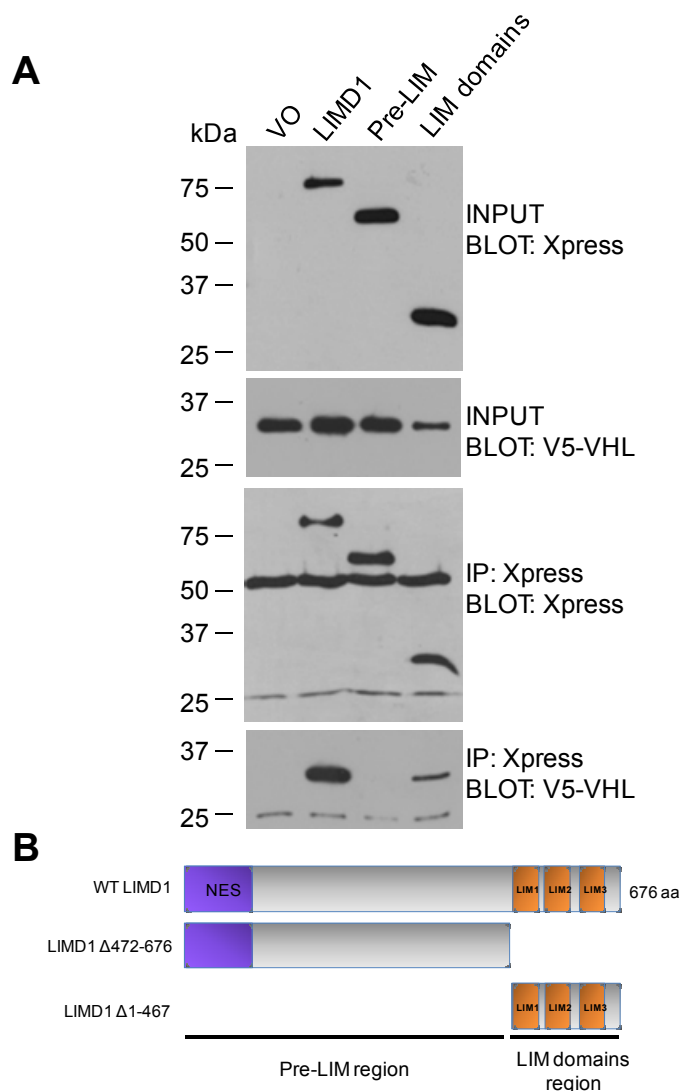 A
kDa
VO
LIMD1
Pre-LIM
LIM domains
75
50
37
25
INPUT
BLOT: Xpress
37
25
INPUT
BLOT: V5-VHL
75
50
37
25
IP: Xpress
BLOT: Xpress
37
25
IP: Xpress
BLOT: V5-VHL
B
WT LIMD1
NES
LIM1
LIM2
LIM3
676 aa
LIMD1 Δ472-676
LIMD1 Δ1-467
LIM1
LIM2
LIM3
Pre-LIM region
LIM domains
region